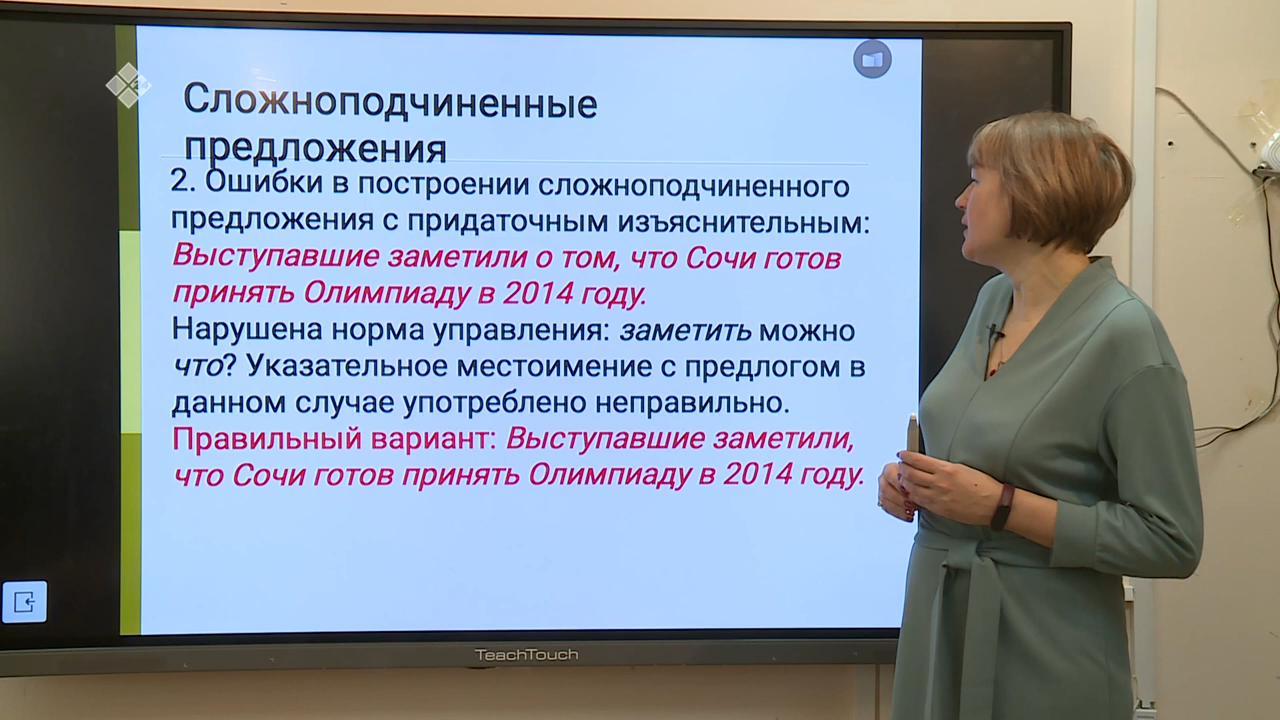 Сложноподчиненные
предложения
2. Ошибки в построении сложноподчиненного
предложения с придаточным изъяснительным:
Выступавшие заметили о том, что Сочи готов
принять Олимпиаду в 2014 году.
Нарушена норма управления: заметить можно
что? Указательное местоимение с предлогом в
данном случае употреблено неправильно.
Правильный вариант: Выступавшие заметили,
что Сочи готов принять Олимпиаду в 2014 году.
TeachTouch